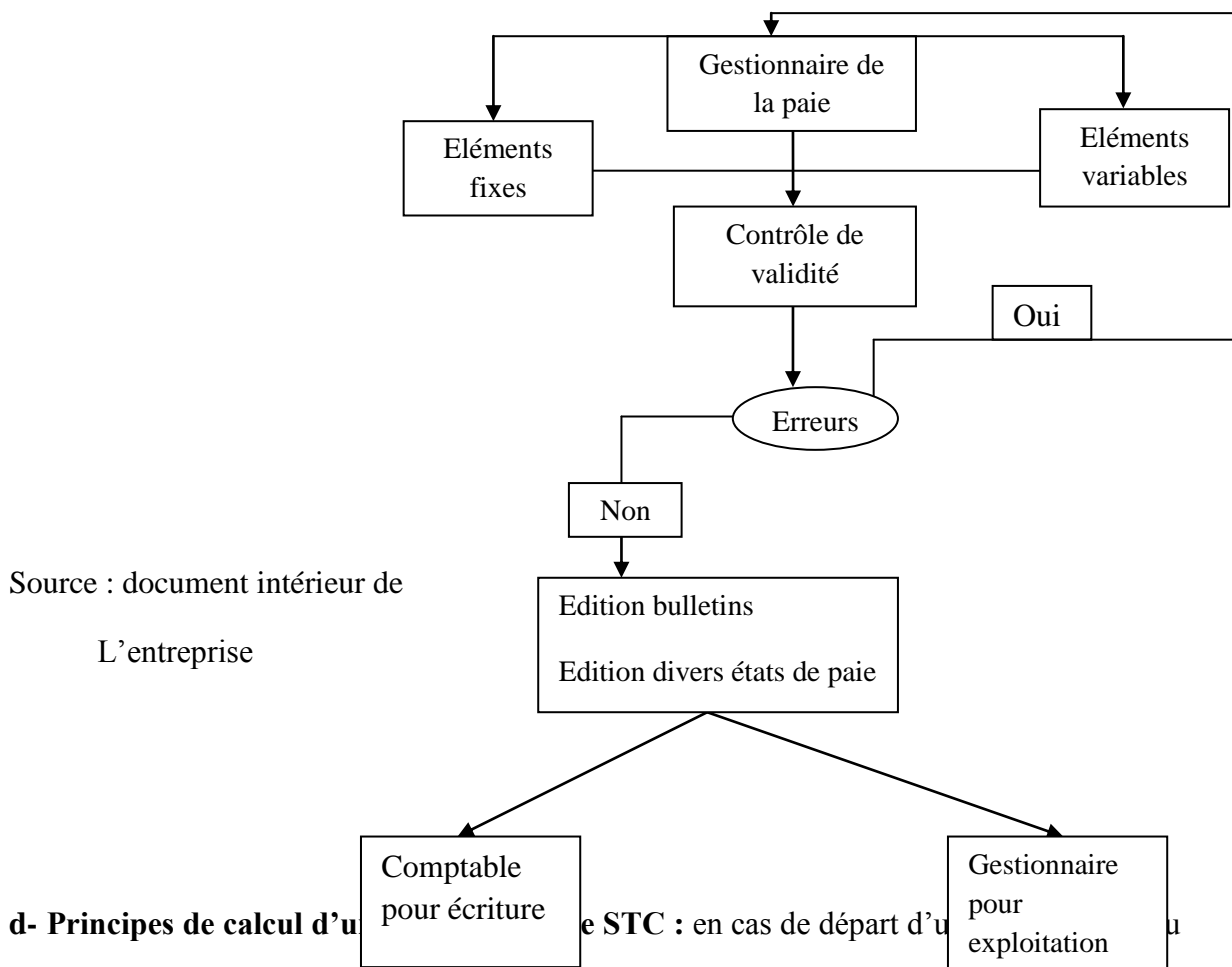 Gestionnaire de
la paie
Eléments
fixes
Eléments
variables
Contrôle de
validité
Oui
Erreurs
Non
Source : document intérieur de
L’entreprise
Edition bulletins
Edition divers états de paie
Comptable
pour écriture
Gestionnaire
pour
exploitation
d- Principes de calcul STC : en cas de départ